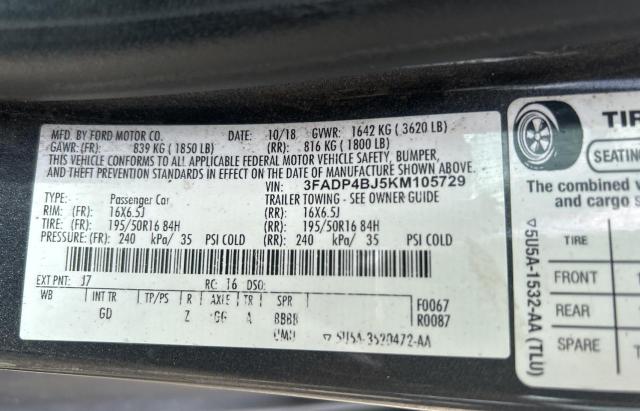 MFD. BY FORD MOTOR CO. DATE: 10/18 GVWR: 1642 KG ( 3620 LB)
GAWR: (FR): 839 KG ( 1850 LB) (RR): 816 KG ( 1800 LB)
THIS VEHICLE CONFORMS TO ALL APPLICABLE FEDERAL MOTOR VEHICLE SAFETY, BUMPER,
AND THEFT PREVENTION STANDARDS IN EFFECT ON THE DATE OF MANUFACTURE SHOWN ABOVE.
VIN: 3FADP4BJ5KM105729
TYPE: Passenger Car TRAILER TOWING - SEE OWNER GUIDE
RIM: (FR) 16X6.5J (RR): 16X6.5J
TIRE: (FR) 195/50R16 84H (RR): 195/50R16 84H
PRESSURE: (FR) 240 kPa/ 35 PSI COLD (RR): 240 kPa/ 35 PSI COLD
EXT PNT: J7 RC: 16 DSO:
WB INT TR TP/PS R AXLE TR SPR F0067
GD Z GG A BBBB R0087
5U5A-3520472-AA
TIR
SEATING
The combined
and cargo s
TIRE
FRONT
REAR
SPARE T
5U5A-1532-AA (TLU)